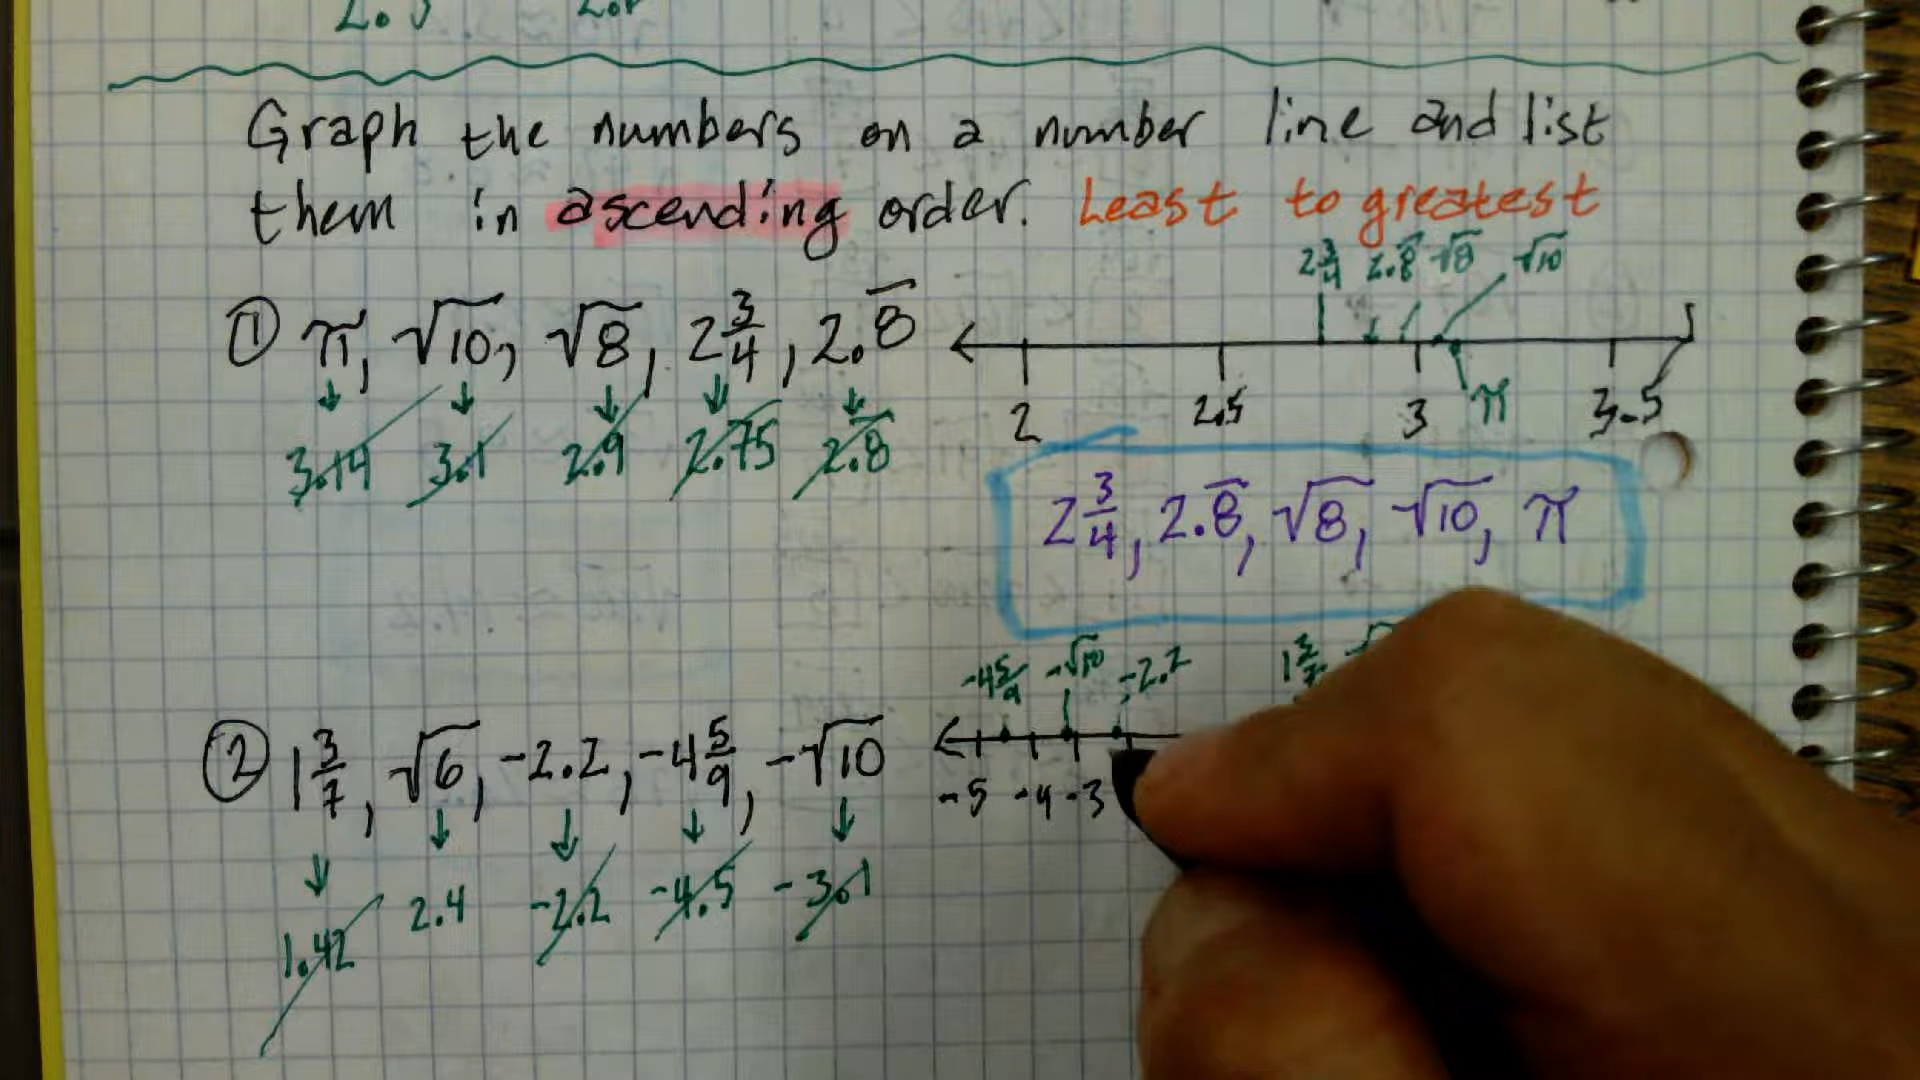 Graph the numbers on a number line and list
them in ascending order. Least to greatest
2 3/4 2.8̅ √8 √10
① π, √10, √8, 2 3/4, 2.8̅
2 2.5 3 π 3.5
3.14 3.1 2.9 2.75 2.8̅
2 3/4, 2.8̅, √8, √10, π
-4 5/9 -√10 -2.2
② 1 3/7, √6, -2.2, -4 5/9, -√10
-5 -4 -3
1.42 2.4 -2.2 -4.5 -3.1